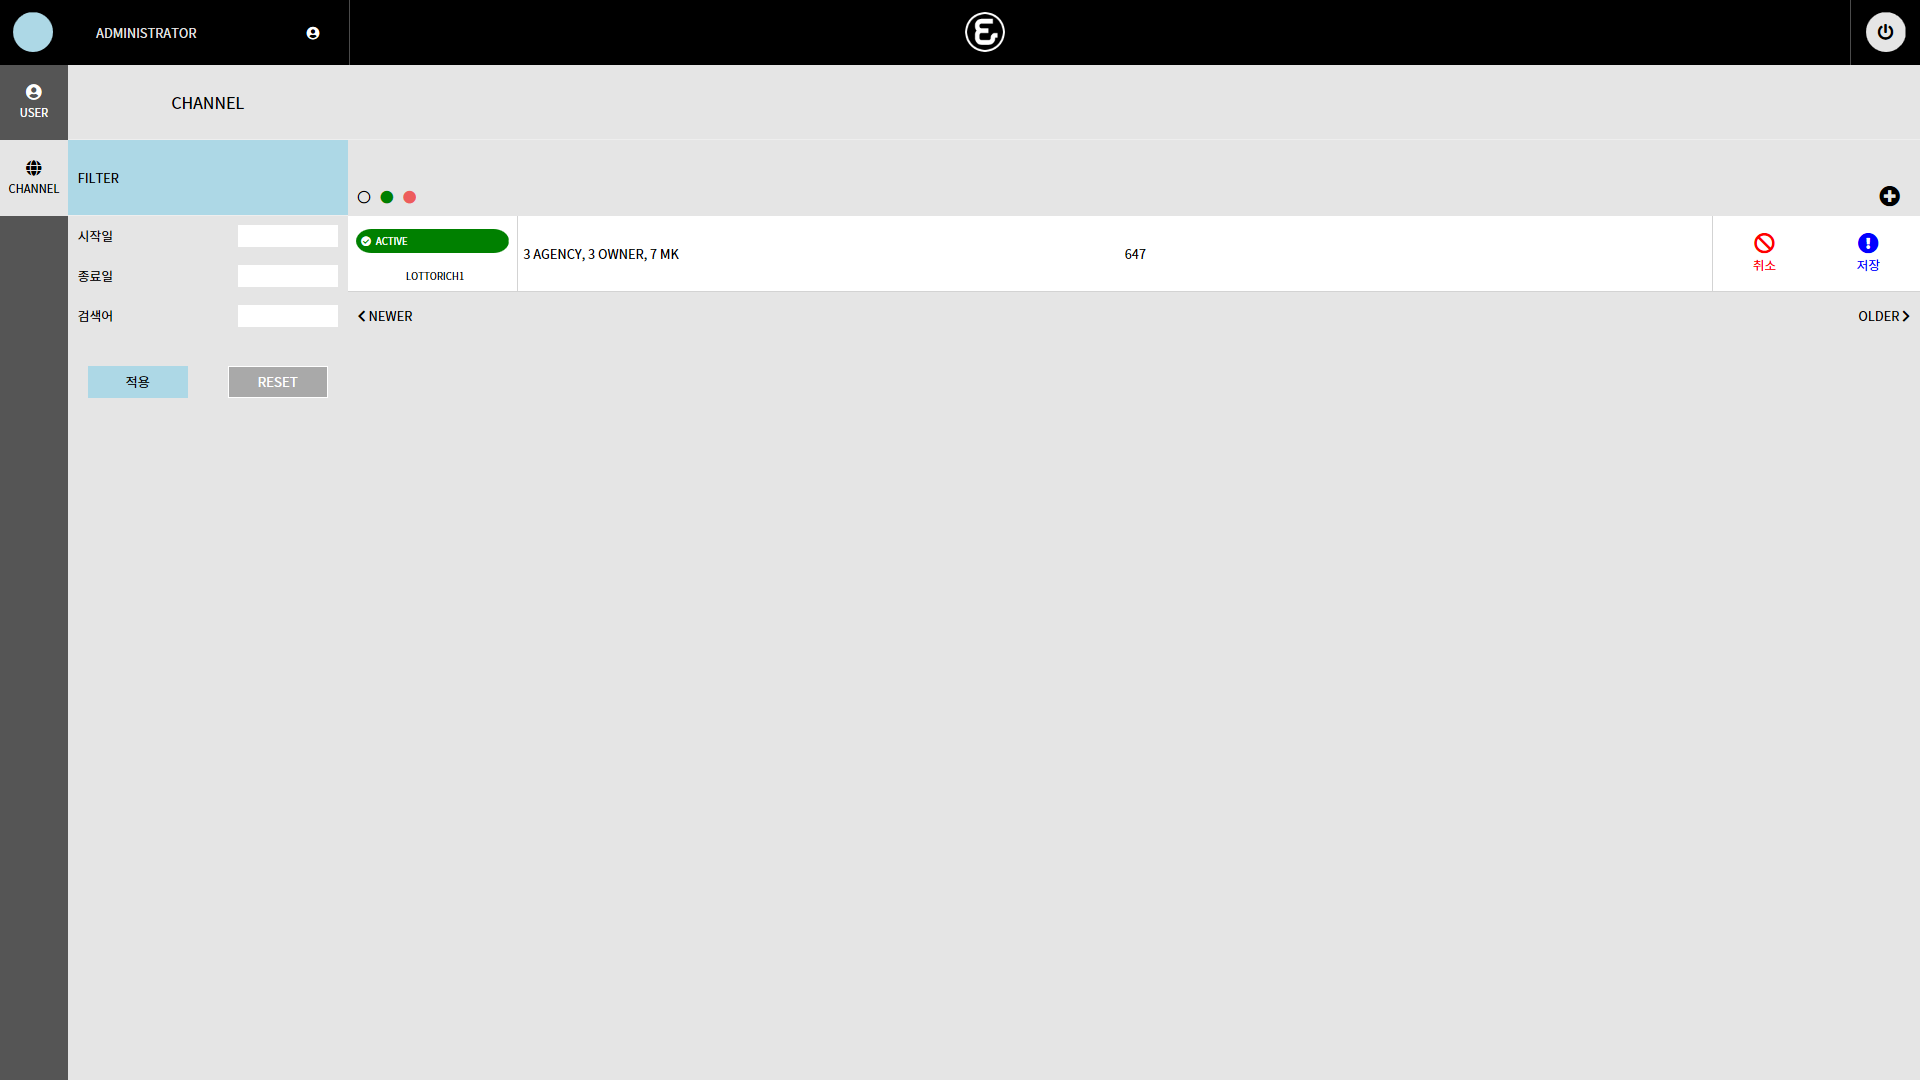 ADMINISTRATOR
USER
CHANNEL
CHANNEL
FILTER
시작일
종료일
검색어
적용
RESET
ACTIVE
LOTTORICH1
3 AGENCY, 3 OWNER, 7 MK
647
취소
저장
NEWER
OLDER